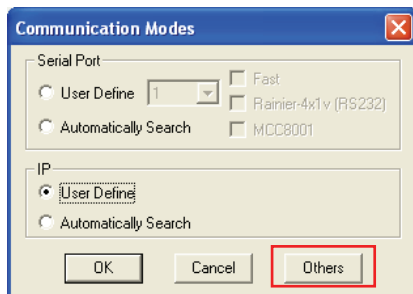 Communication Modes
Serial Port
User Define 1
Fast
Rainier-4x1v (RS232)
Automatically Search
MCC8001
IP
User Define
Automatically Search
OK Cancel Others